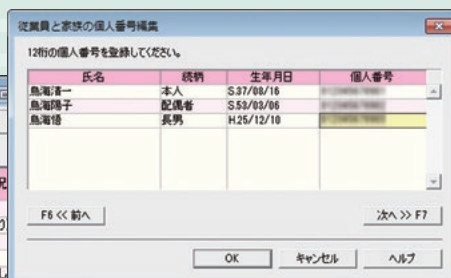 従業員と家族の個人番号編集
12桁の個人番号を登録してください。
氏名 続柄 生年月日 個人番号
鳥海清一 本人 S.37/08/16
鳥海陽子 配偶者 S.53/03/06
鳥海悟 長男 H.25/12/10
F6 << 前へ 次へ >> F7
OK キャンセル ヘルプ